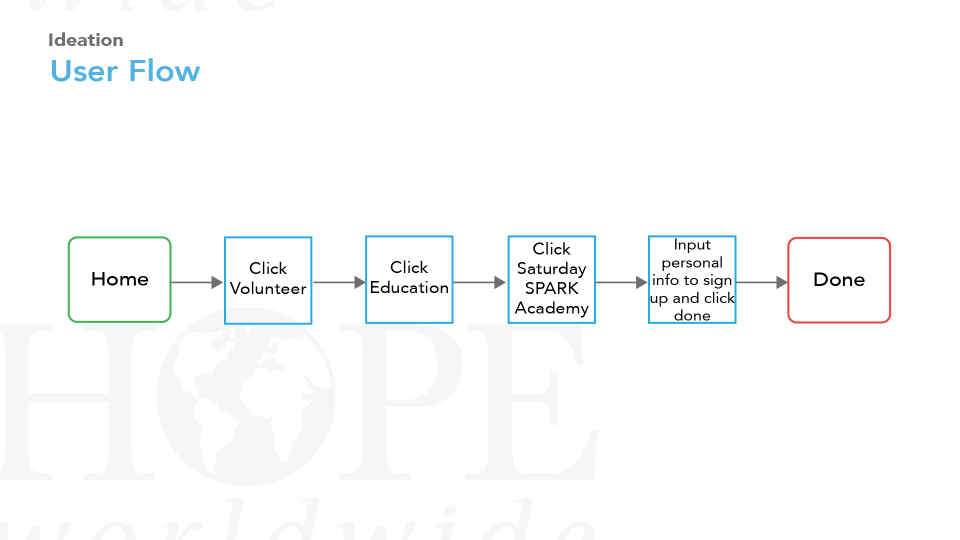 wide
Ideation
User Flow
Home
Click
Volunteer
Click
Education
Click
Saturday
SPARK
Academy
Input
personal
info to sign
up and click
done
Done
HOPE
worldwide